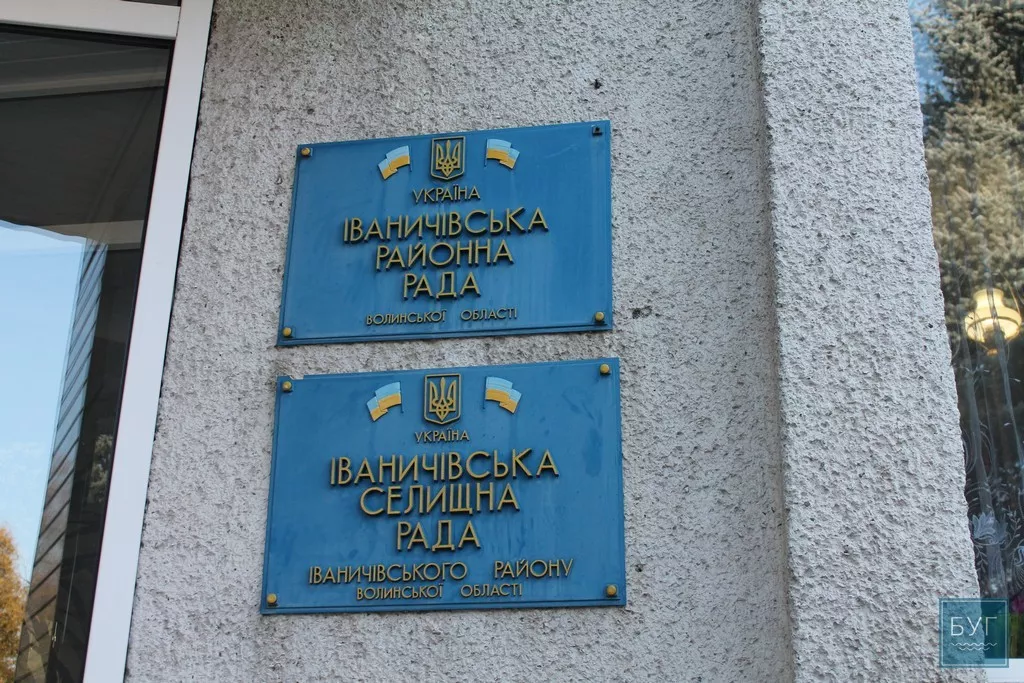 УКРАЇНА
ІВАНИЧІВСЬКА
РАЙОННА
РАДА
ВОЛИНСЬКОЇ ОБЛАСТІ
УКРАЇНА
ІВАНИЧІВСЬКА
СЕЛИЩНА
РАДА
ІВАНИЧІВСЬКОГО РАЙОНУ
ВОЛИНСЬКОЇ ОБЛАСТІ
БУГ